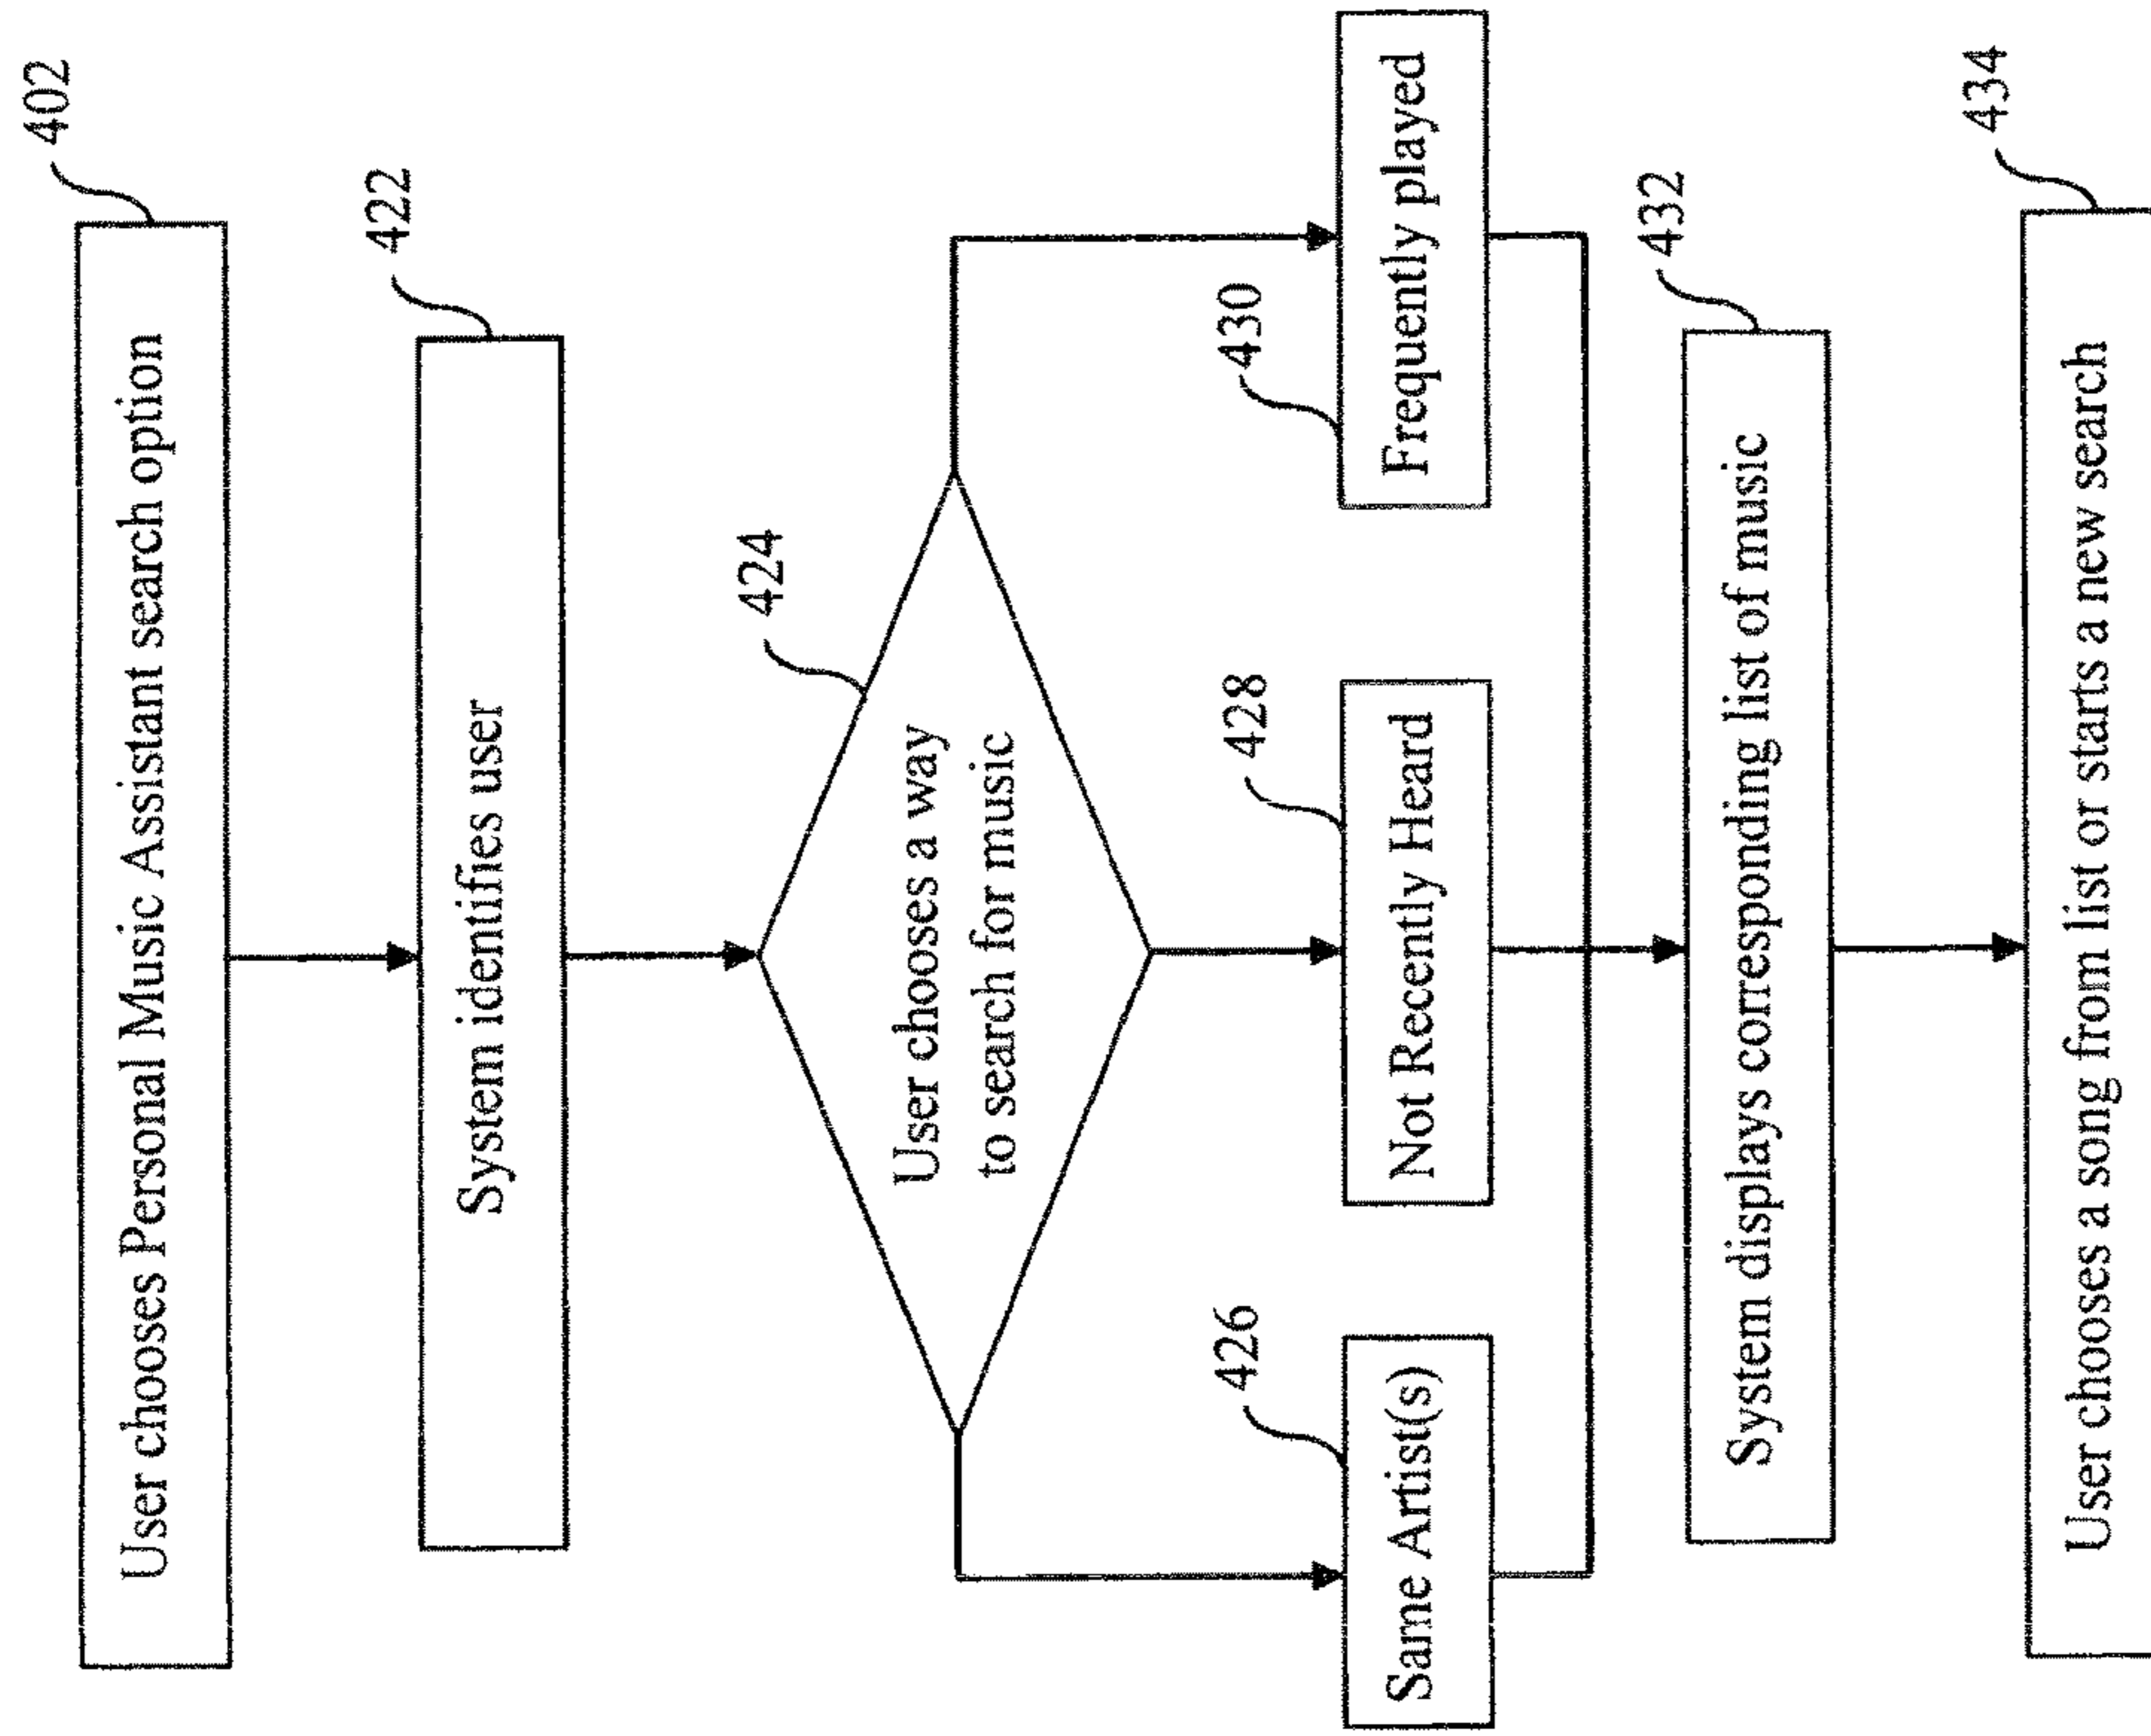 402
User chooses Personal Music Assistant search option
422
System identifies user
424
User chooses a way
to search for music
426
Same Artist(s)
428
Not Recently Heard
430
Frequently played
432
System displays corresponding list of music
434
User chooses a song from list or starts a new search